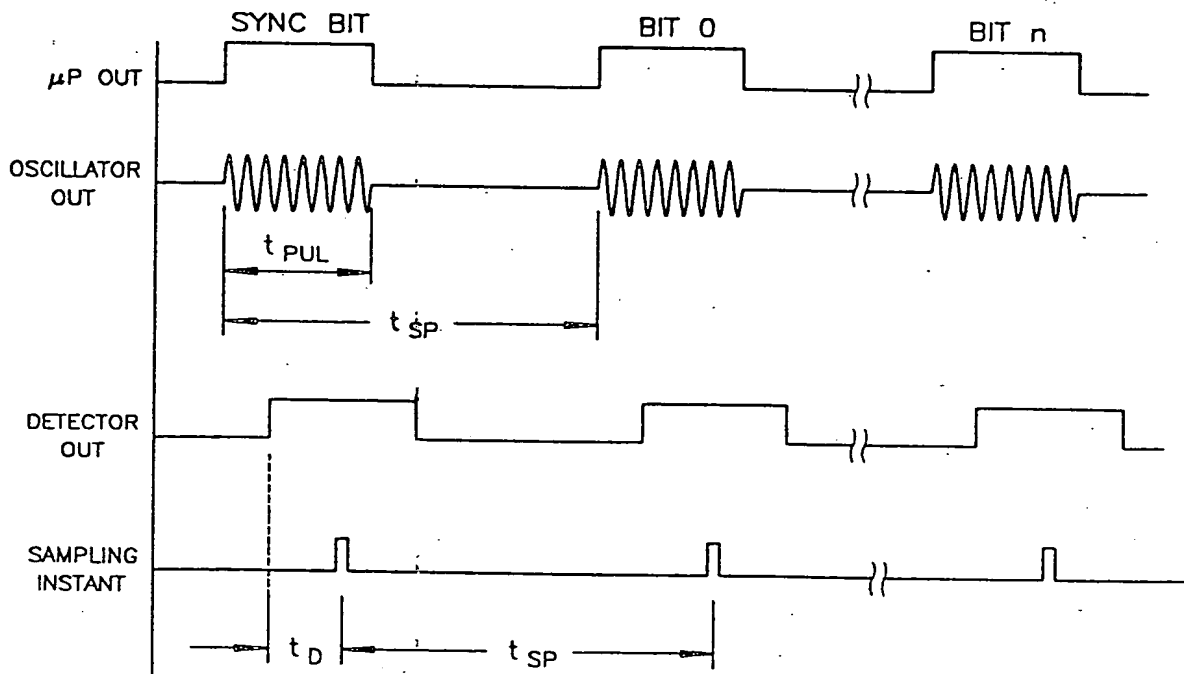 SYNC BIT
BIT 0
BIT n
μP OUT
OSCILLATOR
OUT
t PUL
t SP
DETECTOR
OUT
SAMPLING
INSTANT
t D
t SP